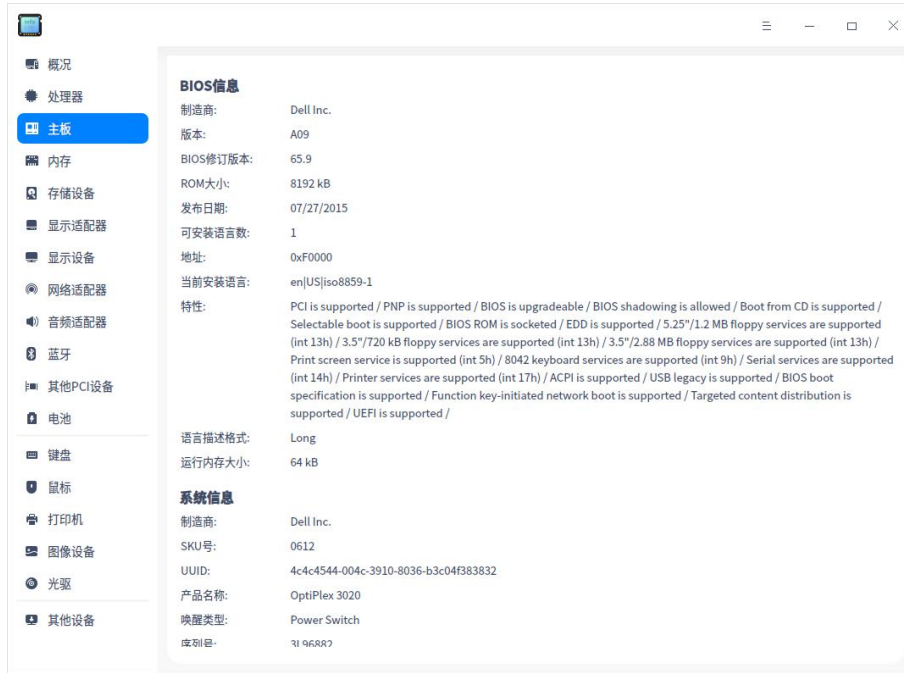 概况
处理器
主板
内存
存储设备
显示适配器
显示设备
网络适配器
音频适配器
蓝牙
其他PCI设备
电池
键盘
鼠标
打印机
图像设备
光驱
其他设备
BIOS信息
制造商: Dell Inc.
版本: A09
BIOS修订版本: 65.9
ROM大小: 8192 kB
发布日期: 07/27/2015
可安装语言数: 1
地址: 0xF0000
当前安装语言: en|US|iso8859-1
特性: PCI is supported / PNP is supported / BIOS is upgradeable / BIOS shadowing is allowed / Boot from CD is supported /
Selectable boot is supported / BIOS ROM is socketed / EDD is supported / 5.25"/1.2 MB floppy services are supported
(int 13h) / 3.5"/720 kB floppy services are supported (int 13h) / 3.5"/2.88 MB floppy services are supported (int 13h) /
Print screen service is supported (int 5h) / 8042 keyboard services are supported (int 9h) / Serial services are supported
(int 14h) / Printer services are supported (int 17h) / ACPI is supported / USB legacy is supported / BIOS boot
specification is supported / Function key-initiated network boot is supported / Targeted content distribution is
supported / UEFI is supported /
语言描述格式: Long
运行内存大小: 64 kB
系统信息
制造商: Dell Inc.
SKU号: 0612
UUID: 4c4c4544-004c-3910-8036-b3c04f383832
产品名称: OptiPlex 3020
唤醒类型: Power Switch
序列号: 3L96882